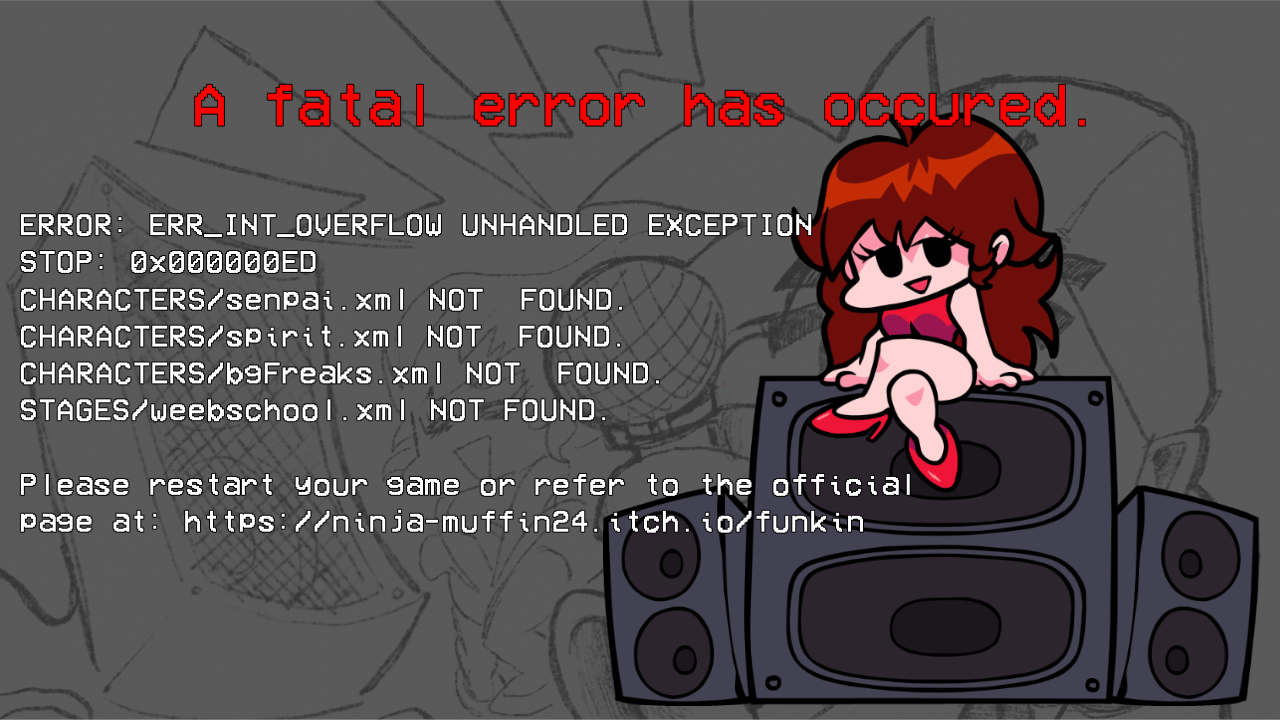 A fatal error has occured.
ERROR: ERR_INT_OVERFLOW UNHANDLED EXCEPTION
STOP: 0x000000ED
CHARACTERS/senpai.xml NOT FOUND.
CHARACTERS/spirit.xml NOT FOUND.
CHARACTERS/bgFreaks.xml NOT FOUND.
STAGES/weebschool.xml NOT FOUND.
Please restart your game or refer to the official
page at: https://ninja-muffin24.itch.io/funkin